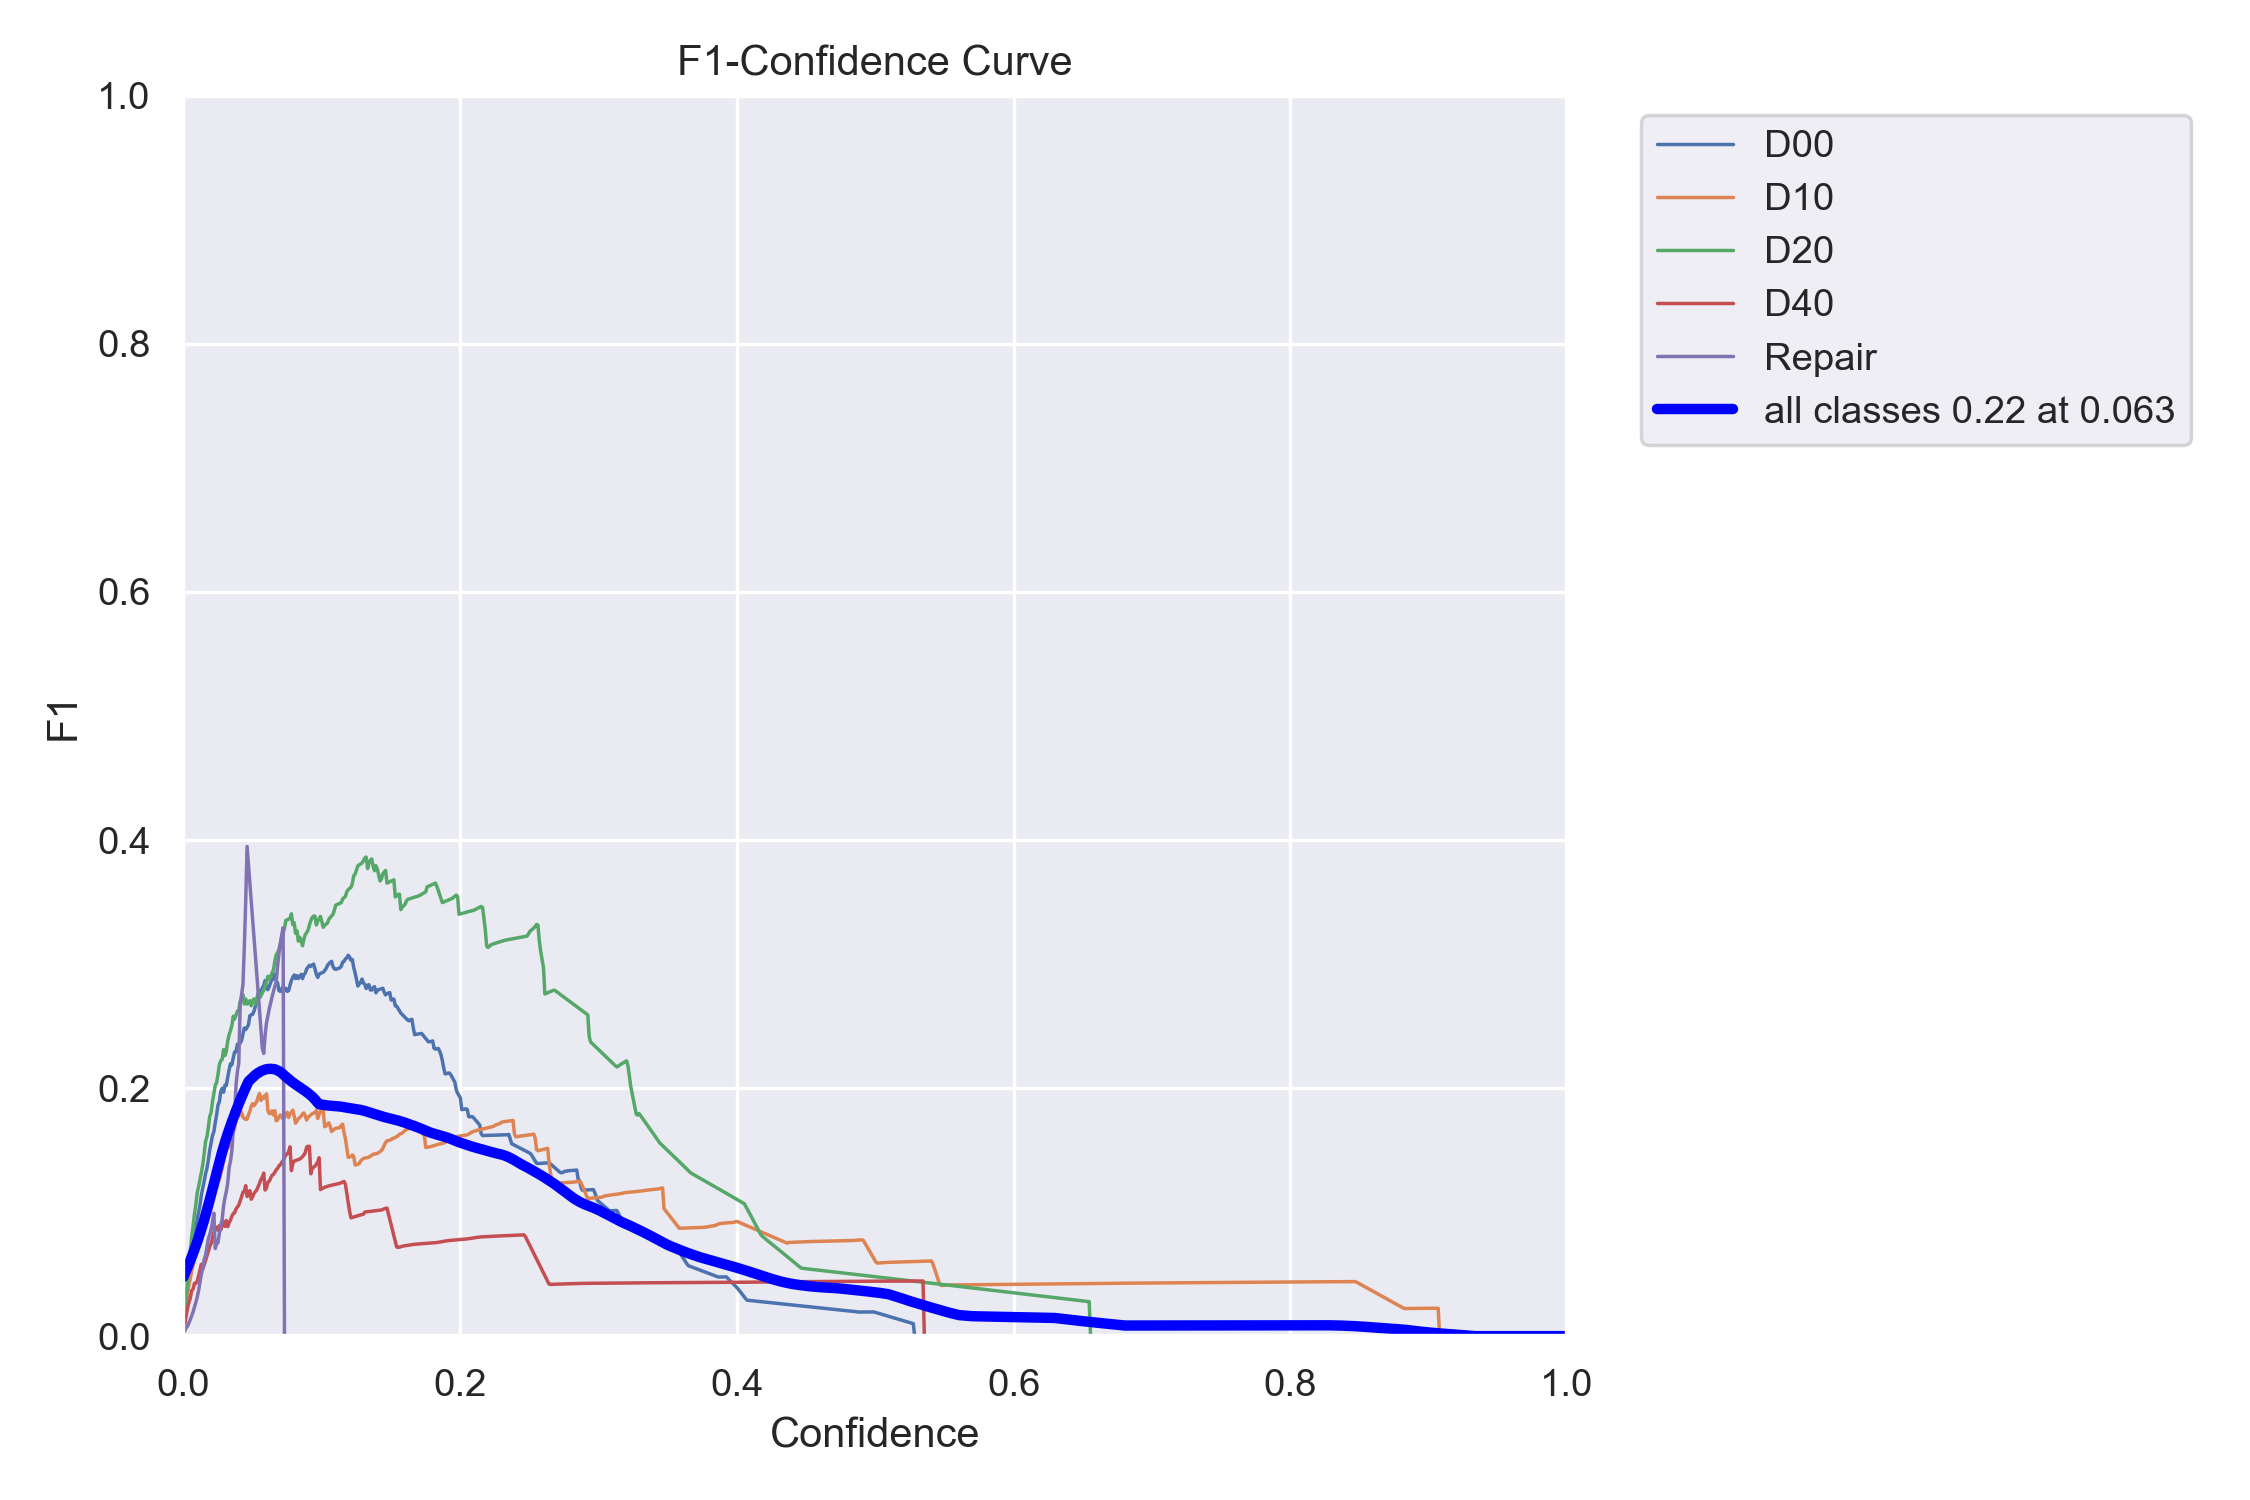 F1-Confidence Curve
1.0
0.8
0.6
0.4
0.2
0.0
F1
0.0 0.2 0.4 0.6 0.8 1.0
Confidence
D00
D10
D20
D40
Repair
all classes 0.22 at 0.063